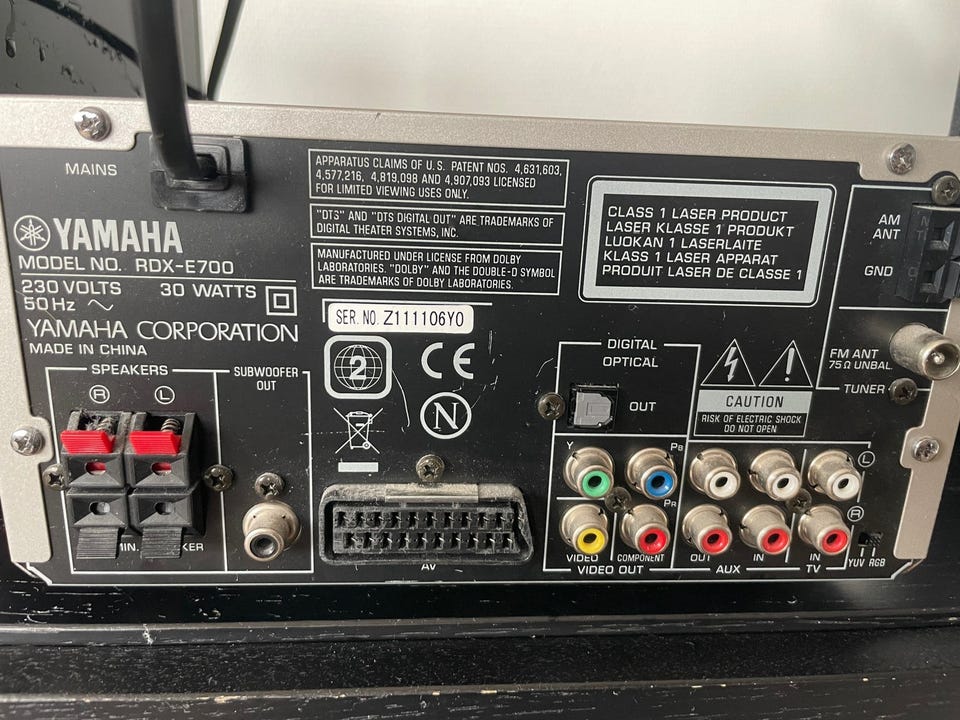 MAINS
YAMAHA
MODEL NO. RDX-E700
230 VOLTS 30 WATTS
50Hz
YAMAHA CORPORATION
MADE IN CHINA
APPARATUS CLAIMS OF U.S. PATENT NOS. 4,631,603,
4,577,216, 4,819,098 AND 4,907,093 LICENSED
FOR LIMITED VIEWING USES ONLY.
"DTS" AND "DTS DIGITAL OUT" ARE TRADEMARKS OF
DIGITAL THEATER SYSTEMS, INC.
MANUFACTURED UNDER LICENSE FROM DOLBY
LABORATORIES. "DOLBY" AND THE DOUBLE-D SYMBOL
ARE TRADEMARKS OF DOLBY LABORATORIES.
SER. NO. Z111106Y0
2
CE
N
CLASS 1 LASER PRODUCT
LASER KLASSE 1 PRODUKT
LUOKAN 1 LASERLAITE
KLASS 1 LASER APPARAT
PRODUIT LASER DE CLASSE 1
AM
ANT
GND
FM ANT
75Ω UNBAL.
TUNER
SPEAKERS
R L
SUBWOOFER
OUT
MIN.
AV
DIGITAL
OPTICAL
OUT
CAUTION
RISK OF ELECTRIC SHOCK
DO NOT OPEN
Y PB
PR
VIDEO COMPONENT
VIDEO OUT
L
R
OUT IN
AUX
IN
TV
YUV RGB